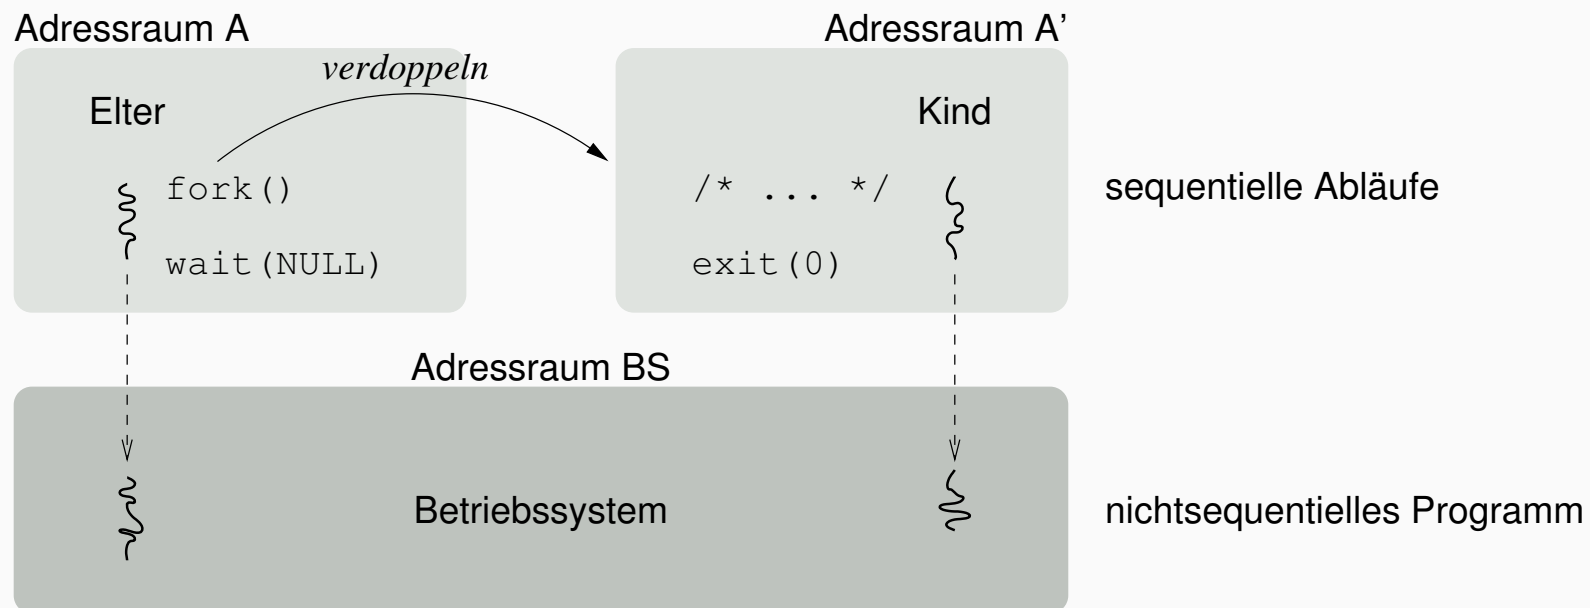 Adressraum A
Adressraum A’
verdoppeln
Elter
Kind
fork()
/* ... */
sequentielle Abläufe
wait(NULL)
exit(0)
Adressraum BS
Betriebssystem
nichtsequentielles Programm